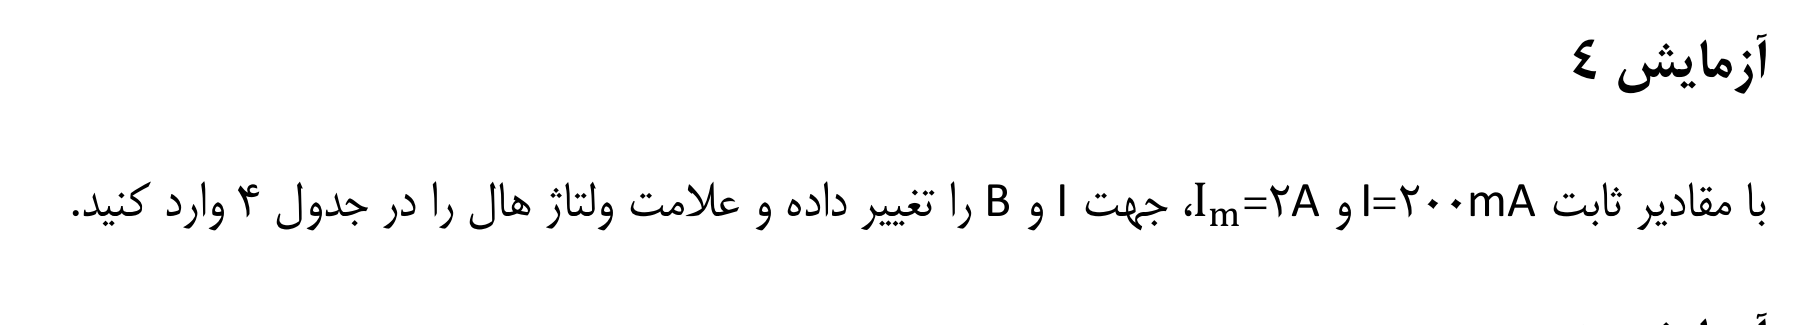 آزمایش ٤
با مقادیر ثابت I=۲۰۰mA و Iₘ=۲A، جهت I و B را تغییر داده و علامت ولتاژ هال را در جدول ۴ وارد کنید.